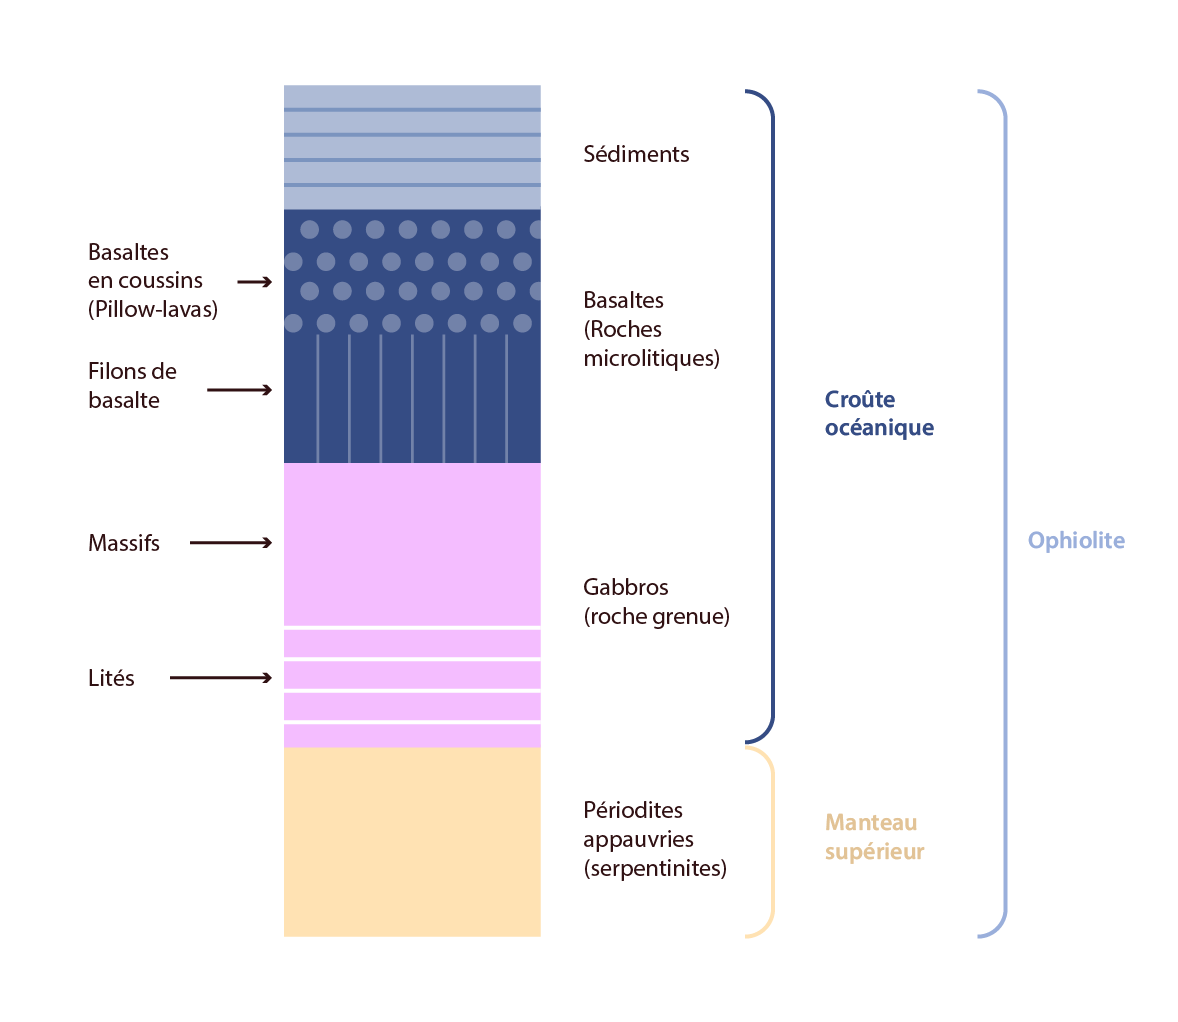 Sédiments
Basaltes
en coussins
(Pillow-lavas)
Basaltes
(Roches
microlitiques)
Filons de
basalte
Croûte
océanique
Massifs
Ophiolite
Gabbros
(roche grenue)
Lités
Périodites
appauvries
(serpentinites)
Manteau
supérieur